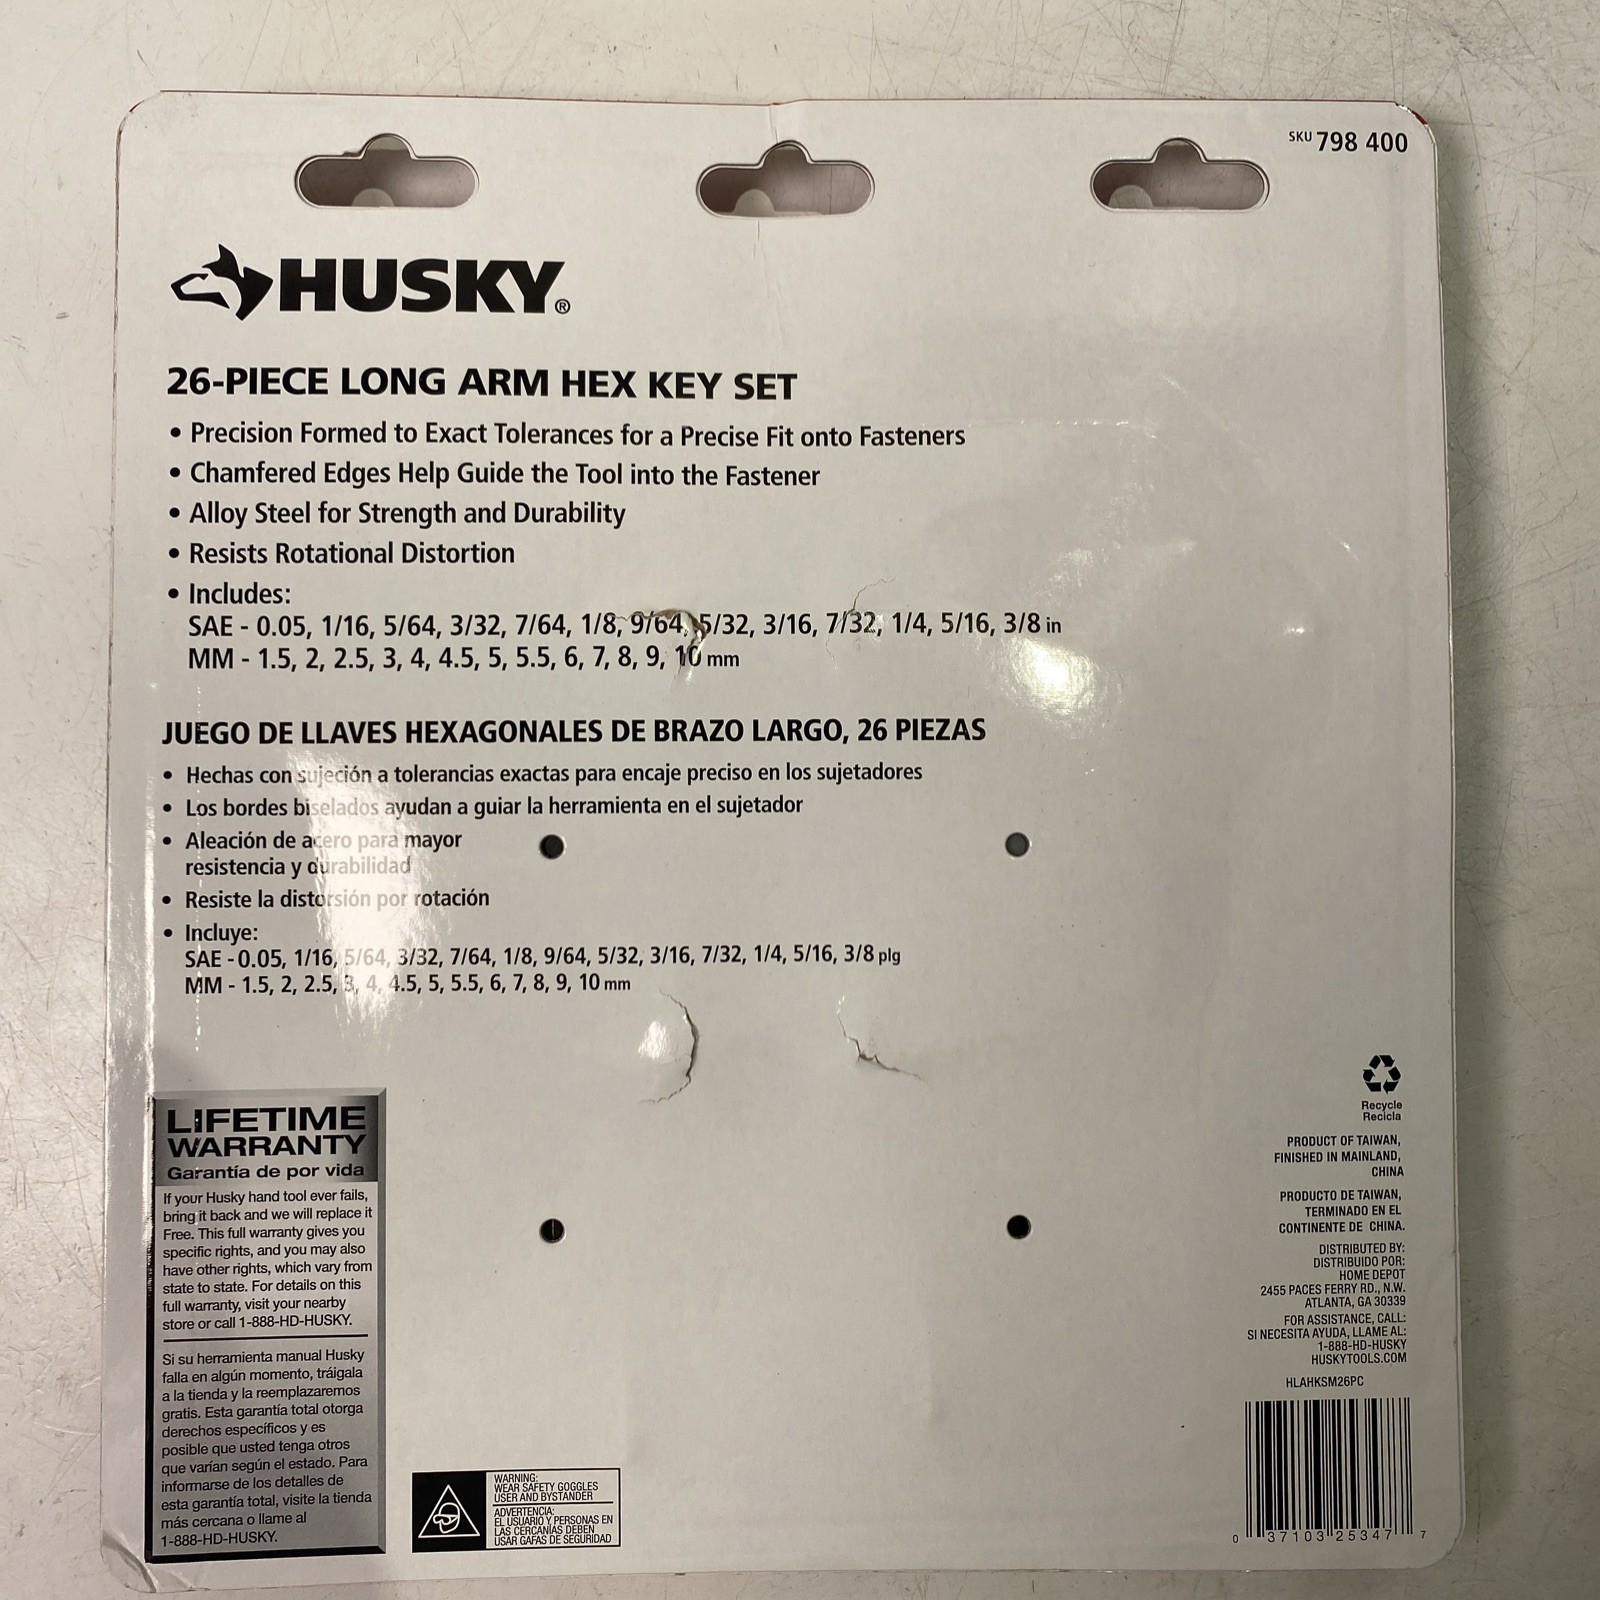 SKU 798 400
HUSKY®
26-PIECE LONG ARM HEX KEY SET
• Precision Formed to Exact Tolerances for a Precise Fit onto Fasteners
• Chamfered Edges Help Guide the Tool into the Fastener
• Alloy Steel for Strength and Durability
• Resists Rotational Distortion
• Includes:
SAE - 0.05, 1/16, 5/64, 3/32, 7/64, 1/8, 9/64, 5/32, 3/16, 7/32, 1/4, 5/16, 3/8 in
MM - 1.5, 2, 2.5, 3, 4, 4.5, 5, 5.5, 6, 7, 8, 9, 10 mm
JUEGO DE LLAVES HEXAGONALES DE BRAZO LARGO, 26 PIEZAS
• Hechas con sujeción a tolerancias exactas para encaje preciso en los sujetadores
• Los bordes biselados ayudan a guiar la herramienta en el sujetador
• Aleación de acero para mayor
resistencia y durabilidad
• Resiste la distorsión por rotación
• Incluye:
SAE - 0.05, 1/16, 5/64, 3/32, 7/64, 1/8, 9/64, 5/32, 3/16, 7/32, 1/4, 5/16, 3/8 plg
MM - 1.5, 2, 2.5, 3, 4, 4.5, 5, 5.5, 6, 7, 8, 9, 10 mm
LIFETIME
WARRANTY
Garantía de por vida
If your Husky hand tool ever fails,
bring it back and we will replace it
Free. This full warranty gives you
specific rights, and you may also
have other rights, which vary from
state to state. For details on this
full warranty, visit your nearby
store or call 1-888-HD-HUSKY.
Si su herramienta manual Husky
falla en algún momento, tráigala
a la tienda y la reemplazaremos
gratis. Esta garantía total otorga
derechos específicos y es
posible que usted tenga otros
que varían según el estado. Para
informarse de los detalles de
esta garantía total, visite la tienda
más cercana o llame al
1-888-HD-HUSKY.
WARNING:
WEAR SAFETY GOGGLES
USER AND BYSTANDER
ADVERTENCIA:
EL USUARIO Y PERSONAS EN
LAS CERCANÍAS DEBEN
USAR GAFAS DE SEGURIDAD
Recycle
Recicla
PRODUCT OF TAIWAN,
FINISHED IN MAINLAND,
CHINA
PRODUCTO DE TAIWAN,
TERMINADO EN EL
CONTINENTE DE CHINA.
DISTRIBUTED BY:
DISTRIBUIDO POR:
HOME DEPOT
2455 PACES FERRY RD., N.W.
ATLANTA, GA 30339
FOR ASSISTANCE, CALL:
SI NECESITA AYUDA, LLAME AL:
1-888-HD-HUSKY
HUSKYTOOLS.COM
HLAHKSM26PC
0 37103 25347 7